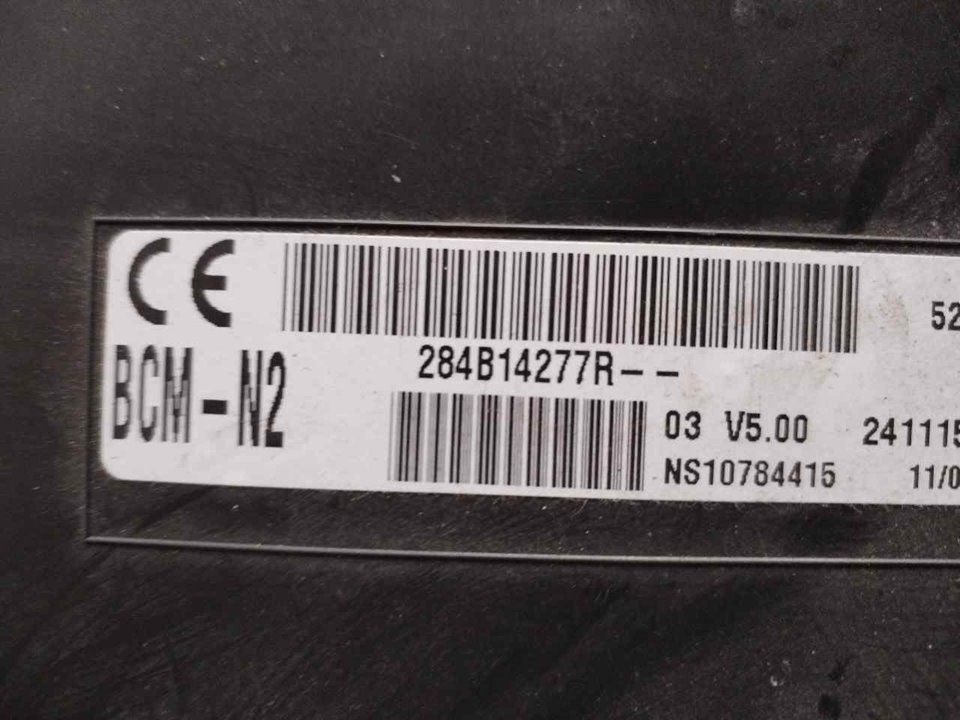 CE
52
284B14277R--
BCM-N2
03 V5.00 241115
NS10784415 11/0